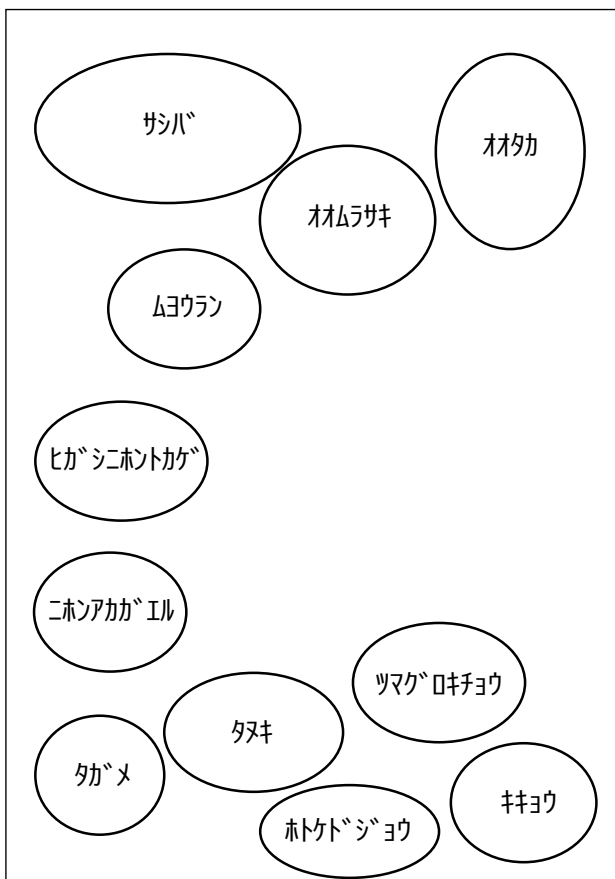 ｻｼﾊﾞ
ｵｵﾀｶ
ｵｵﾑﾗｻｷ
ﾑﾖｳﾗﾝ
ﾋｶﾞｼﾆﾎﾝﾄｶｹﾞ
ﾆﾎﾝｱｶｶﾞｴﾙ
ﾂﾏｸﾞﾛｷﾁｮｳ
ﾀﾇｷ
ﾀｶﾞﾒ
ｷｷｮｳ
ﾎﾄｹﾄﾞｼﾞｮｳ